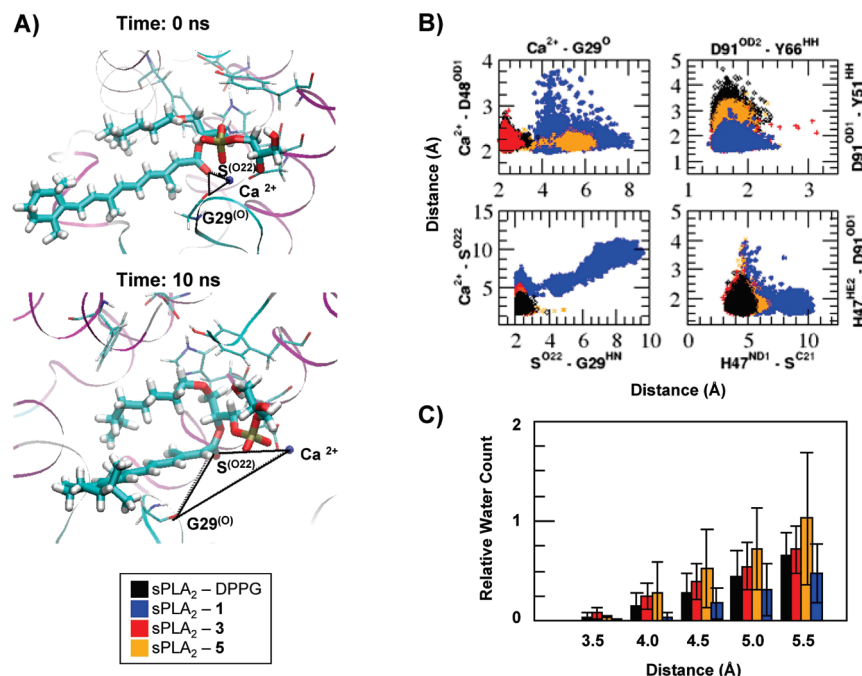 A)
Time: 0 ns
S(O22)
Ca 2+
G29(O)
Time: 10 ns
S(O22)
Ca 2+
G29(O)
sPLA2 – DPPG
sPLA2 – 1
sPLA2 – 3
sPLA2 – 5
B)
Ca2+ - G29O
D91OD2 - Y66HH
Ca2+ - D48OD1
4
3
2
2 4 6 8
5
4
3
2
1
1 2 3
D91OD1 - Y51HH
Distance (Å)
Ca2+ - SO22
15
10
5
2 4 6 8 10
SO22 - G29HN
4
3
2
0 5 10
H47ND1 - SC21
H47HE2 - D91OD1
Distance (Å)
C)
Relative Water Count
2
1
0
3.5 4.0 4.5 5.0 5.5
Distance (Å)